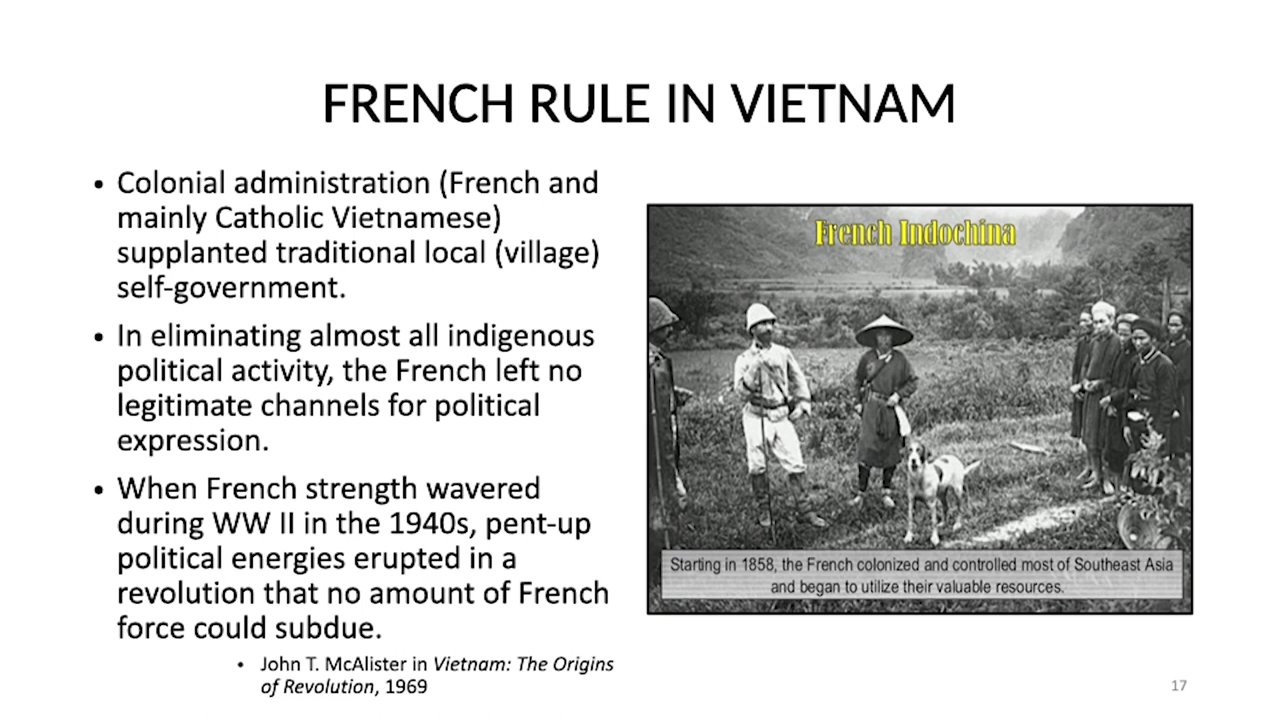 FRENCH RULE IN VIETNAM
• Colonial administration (French and
mainly Catholic Vietnamese)
supplanted traditional local (village)
self-government.
• In eliminating almost all indigenous
political activity, the French left no
legitimate channels for political
expression.
• When French strength wavered
during WW II in the 1940s, pent-up
political energies erupted in a
revolution that no amount of French
force could subdue.
• John T. McAlister in Vietnam: The Origins
of Revolution, 1969
French Indochina
Starting in 1858, the French colonized and controlled most of Southeast Asia
and began to utilize their valuable resources.
17